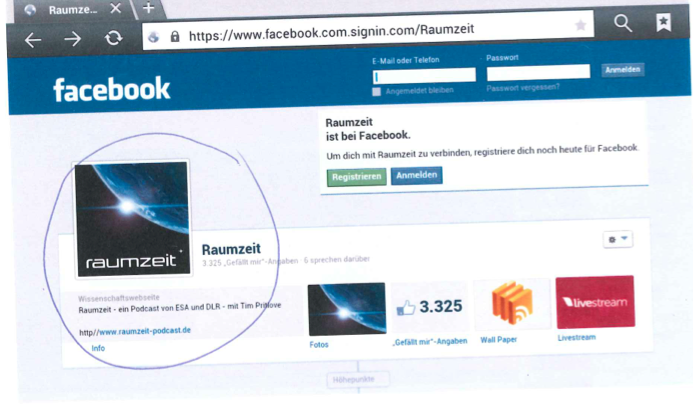 Raumze...
https://www.facebook.com.signin.com/Raumzeit
facebook
E-Mail oder Telefon
Passwort
Anmelden
Angemeldet bleiben
Passwort vergessen?
Raumzeit
ist bei Facebook.
Um dich mit Raumzeit zu verbinden, registriere dich noch heute für Facebook.
Registrieren
Anmelden
raumzeit
Raumzeit
3.325 „Gefällt mir“-Angaben · 6 sprechen darüber
Wissenschaftswebseite
Raumzeit - ein Podcast von ESA und DLR - mit Tim Pritlove
http//www.raumzeit-podcast.de
Info
Fotos
3.325
„Gefällt mir“-Angaben
Wall Paper
livestream
Livestream
Höhepunkte